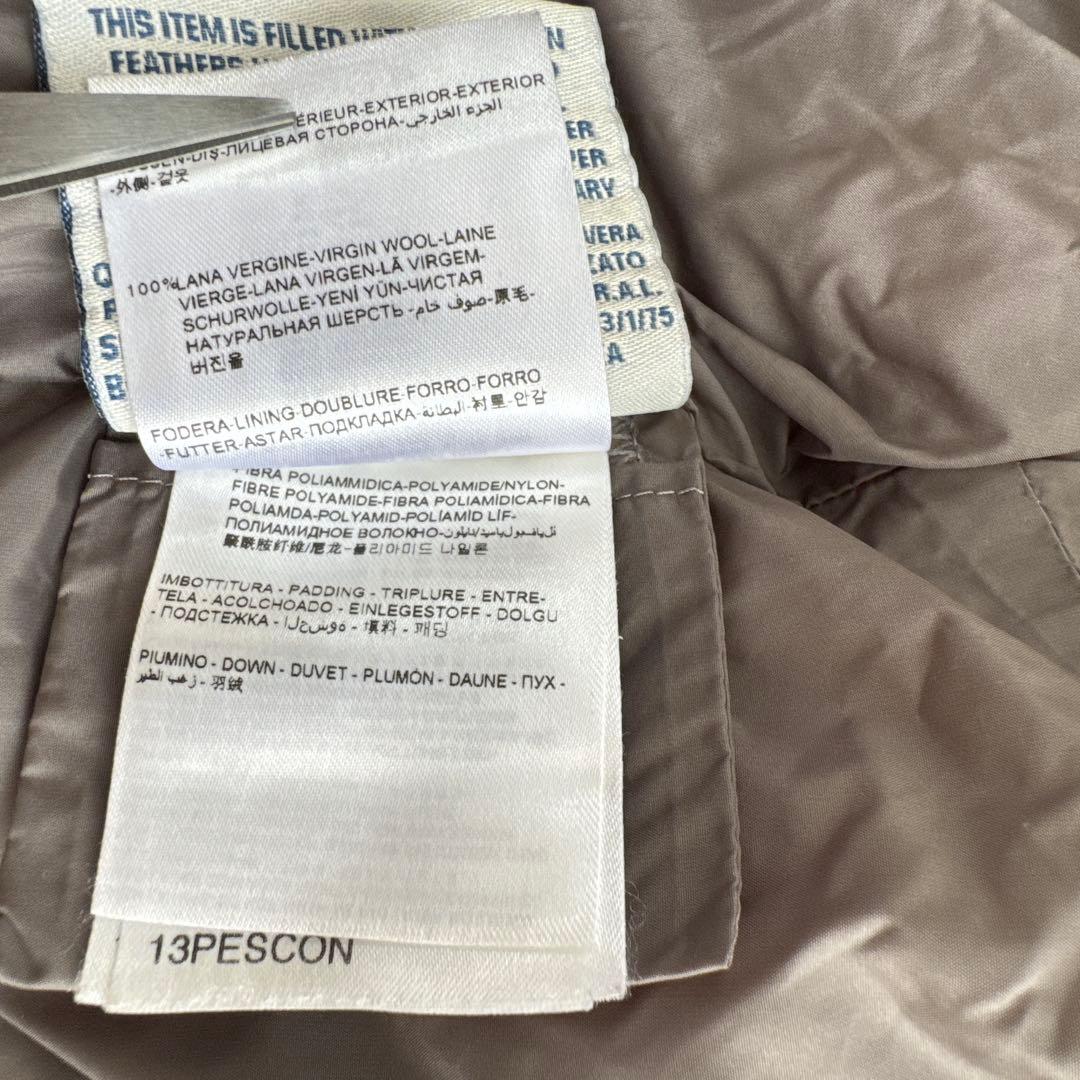 THIS ITEM IS FILLED
FEATHERS
N
ER
PER
ARY
VERA
ZATO
R.A.L.
3/1/75
A
Q
S
B
ÉRIEUR-EXTERIOR-EXTERIOR
-DIŞ-ЛИЦЕВАЯ СТОРОНА-الجزء الخارجي
-外側-겉옷
100%LANA VERGINE-VIRGIN WOOL-LAINE
VIERGE-LANA VIRGEN-LÃ VIRGEM-
SCHURWOLLE-YENİ YÜN-ЧИСТАЯ
НАТУРАЛЬНАЯ ШЕРСТЬ-صوف خام-原毛-
버진울
FODERA-LINING-DOUBLURE-FORRO-FORRO
-FUTTER-ASTAR-ПОДКЛАДКА-البطانة-衬里-안감
FIBRA POLIAMMIDICA-POLYAMIDE/NYLON-
FIBRE POLYAMIDE-FIBRA POLIAMÍDICA-FIBRA
POLIAMDA-POLYAMID-POLİAMİD LİF-
ПОЛИАМИДНОЕ ВОЛОКНО-
聚酰胺纤维/尼龙-폴리아미드 나일론
IMBOTTITURA - PADDING - TRIPLURE - ENTRE-
TELA - ACOLCHOADO - EINLEGESTOFF - DOLGU
- ПОДСТЕЖКА - الحشوة - 填料 - 패딩
PIUMINO - DOWN - DUVET - PLUMÓN - DAUNE - ПУХ -
زغب الطير - 羽绒
13PESCON